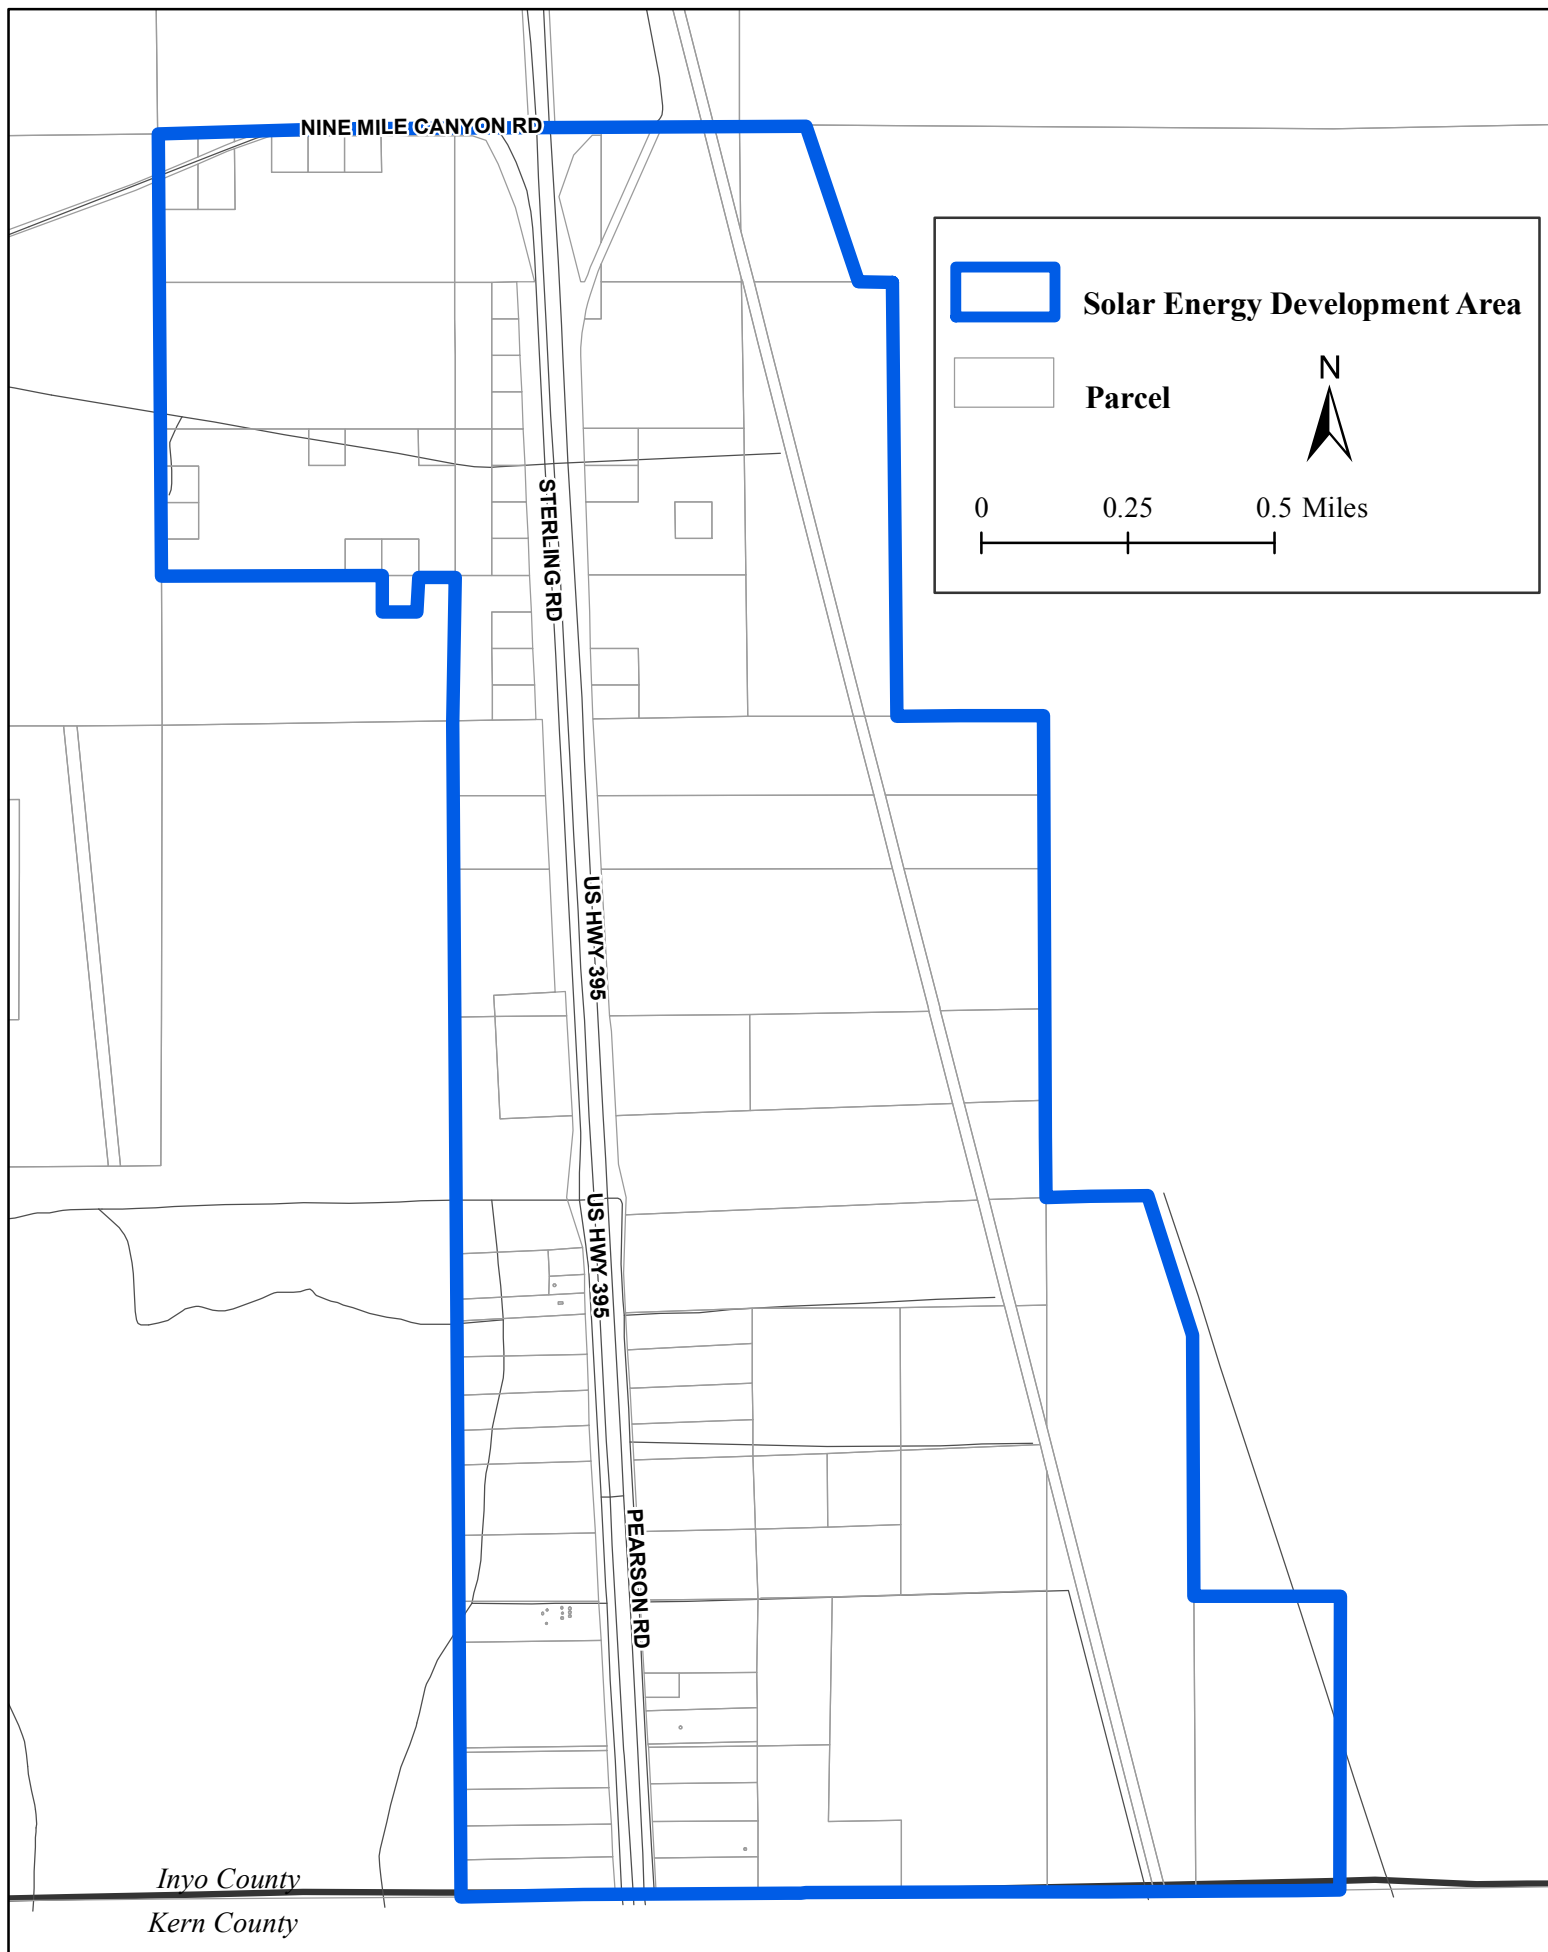 NINE MILE CANYON RD
Solar Energy Development Area
N
Parcel
0 0.25 0.5 Miles
STERLING RD
US HWY 395
US HWY 395
PEARSON RD
Inyo County
Kern County